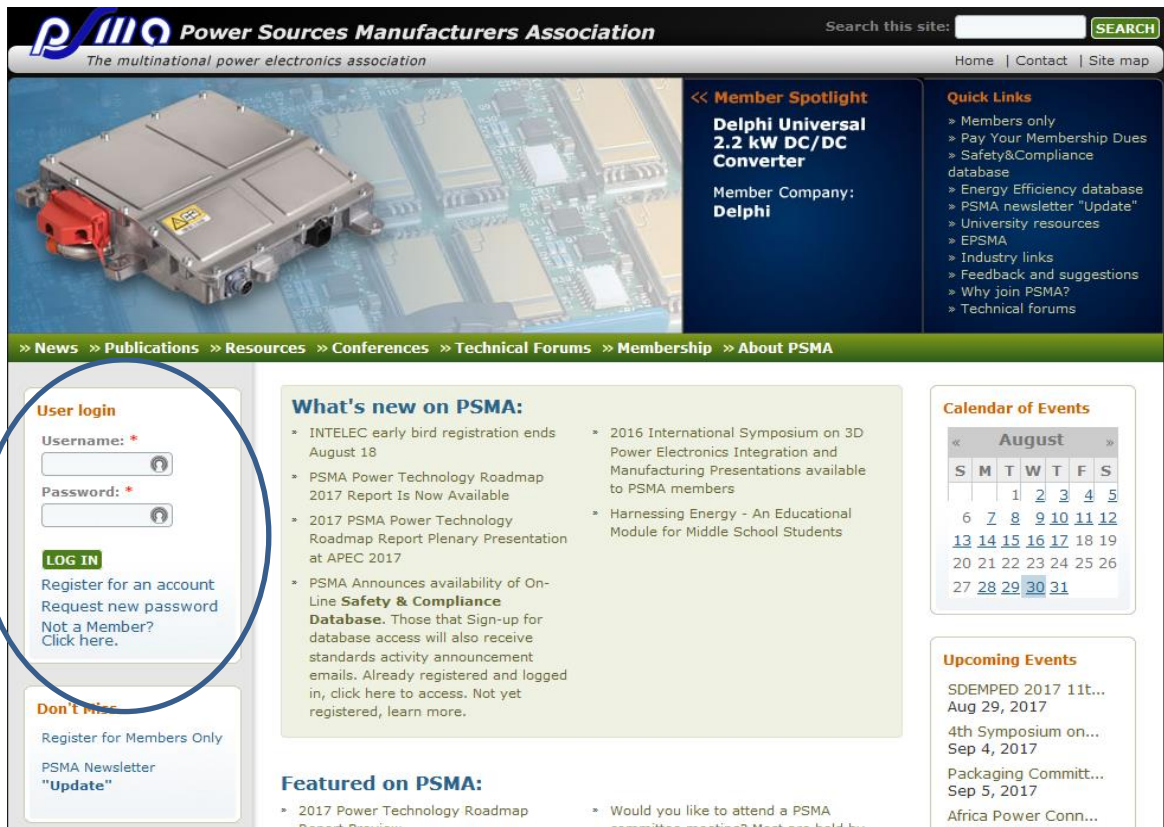 psma Power Sources Manufacturers Association
Search this site:
SEARCH
The multinational power electronics association
Home | Contact | Site map
<< Member Spotlight
Delphi Universal
2.2 kW DC/DC
Converter
Member Company:
Delphi
Quick Links
» Members only
» Pay Your Membership Dues
» Safety&Compliance
database
» Energy Efficiency database
» PSMA newsletter "Update"
» University resources
» EPSMA
» Industry links
» Feedback and suggestions
» Why join PSMA?
» Technical forums
» News » Publications » Resources » Conferences » Technical Forums » Membership » About PSMA
User login
Username: *
Password: *
LOG IN
Register for an account
Request new password
Not a Member?
Click here.
Don't Miss
Register for Members Only
PSMA Newsletter
"Update"
What's new on PSMA:
» INTELEC early bird registration ends
August 18
» PSMA Power Technology Roadmap
2017 Report Is Now Available
» 2017 PSMA Power Technology
Roadmap Report Plenary Presentation
at APEC 2017
» PSMA Announces availability of On-
Line Safety & Compliance
Database. Those that Sign-up for
database access will also receive
standards activity announcement
emails. Already registered and logged
in, click here to access. Not yet
registered, learn more.
» 2016 International Symposium on 3D
Power Electronics Integration and
Manufacturing Presentations available
to PSMA members
» Harnessing Energy - An Educational
Module for Middle School Students
Featured on PSMA:
» 2017 Power Technology Roadmap
Report Preview
» Would you like to attend a PSMA
committee meeting? Most are held by
Calendar of Events
« August »
S M T W T F S
1 2 3 4 5
6 7 8 9 10 11 12
13 14 15 16 17 18 19
20 21 22 23 24 25 26
27 28 29 30 31
Upcoming Events
SDEMPED 2017 11t...
Aug 29, 2017
4th Symposium on...
Sep 4, 2017
Packaging Committ...
Sep 5, 2017
Africa Power Conn...